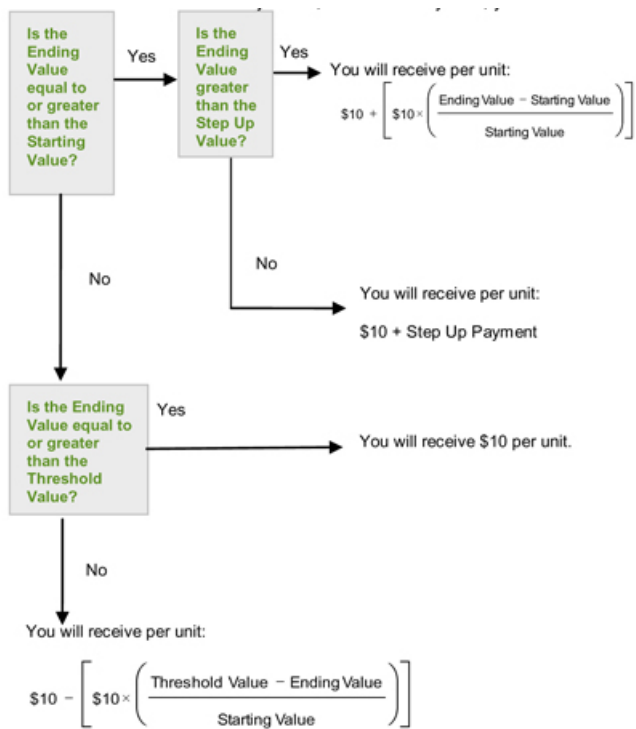 Is the
Ending
Value
equal to
or greater
than the
Starting
Value?
Yes
Is the
Ending
Value
greater
than the
Step Up
Value?
Yes
You will receive per unit:
$10 + [ $10 × ( Ending Value − Starting Value
Starting Value ) ]
No
No
You will receive per unit:
$10 + Step Up Payment
Is the Ending
Value equal to
or greater
than the
Threshold
Value?
Yes
You will receive $10 per unit.
No
You will receive per unit:
$10 − [ $10 × ( Threshold Value − Ending Value
Starting Value ) ]